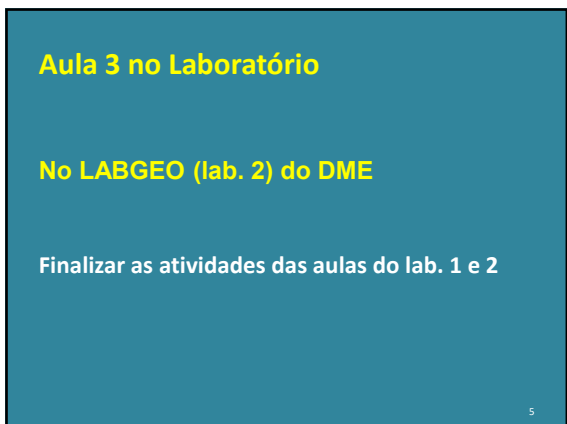 Aula 3 no Laboratório
No LABGEO (lab. 2) do DME
Finalizar as atividades das aulas do lab. 1 e 2
5